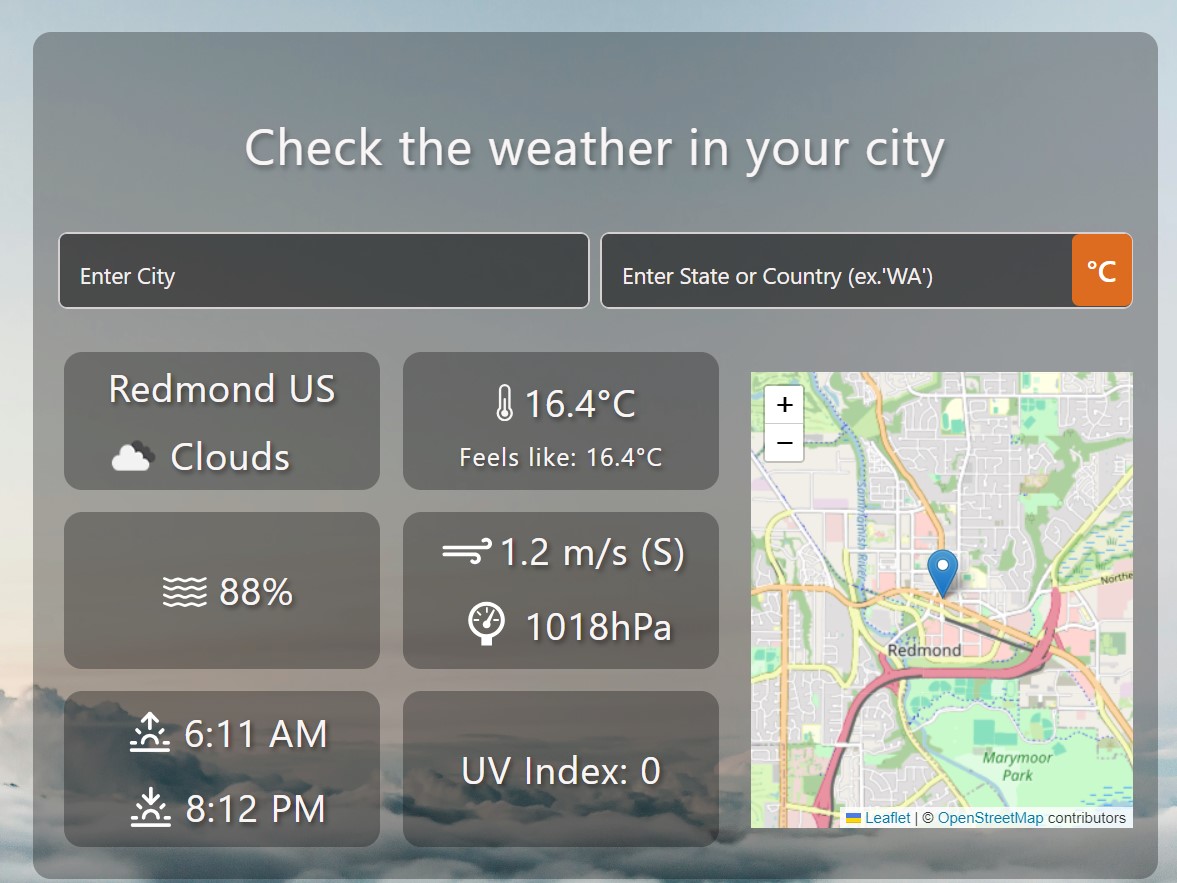 Check the weather in your city
Enter City
Enter State or Country (ex.'WA')
°C
Redmond US
Clouds
16.4°C
Feels like: 16.4°C
88%
1.2 m/s (S)
1018hPa
6:11 AM
8:12 PM
UV Index: 0
+
−
Sammamish River
Northe
Redmond
Marymoor
Park
Leaflet | © OpenStreetMap contributors